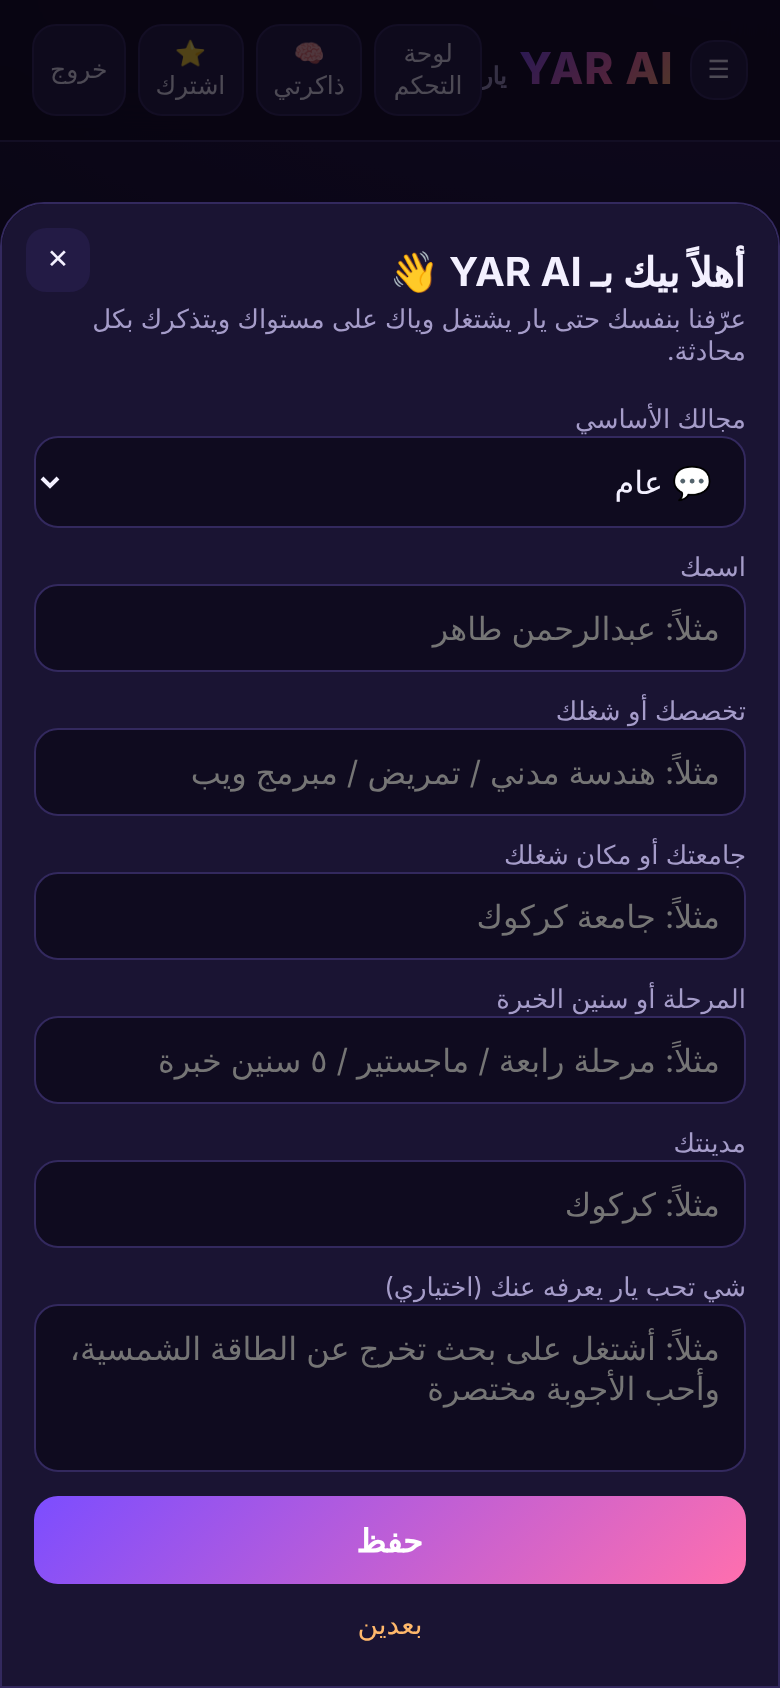 ☰
YAR AI
يار
لوحة التحكم
🧠 ذاكرتي
⭐ اشترك
خروج
أهلاً بيك بـ YAR AI 👋
✕
عرّفنا بنفسك حتى يار يشتغل وياك على مستواك ويتذكرك بكل
محادثة.
مجالك الأساسي
💬 عام
اسمك
مثلاً: عبدالرحمن طاهر
تخصصك أو شغلك
مثلاً: هندسة مدني / تمريض / مبرمج ويب
جامعتك أو مكان شغلك
مثلاً: جامعة كركوك
المرحلة أو سنين الخبرة
مثلاً: مرحلة رابعة / ماجستير / ٥ سنين خبرة
مدينتك
مثلاً: كركوك
شي تحب يار يعرفه عنك (اختياري)
مثلاً: أشتغل على بحث تخرج عن الطاقة الشمسية،
وأحب الأجوبة مختصرة
حفظ
بعدين